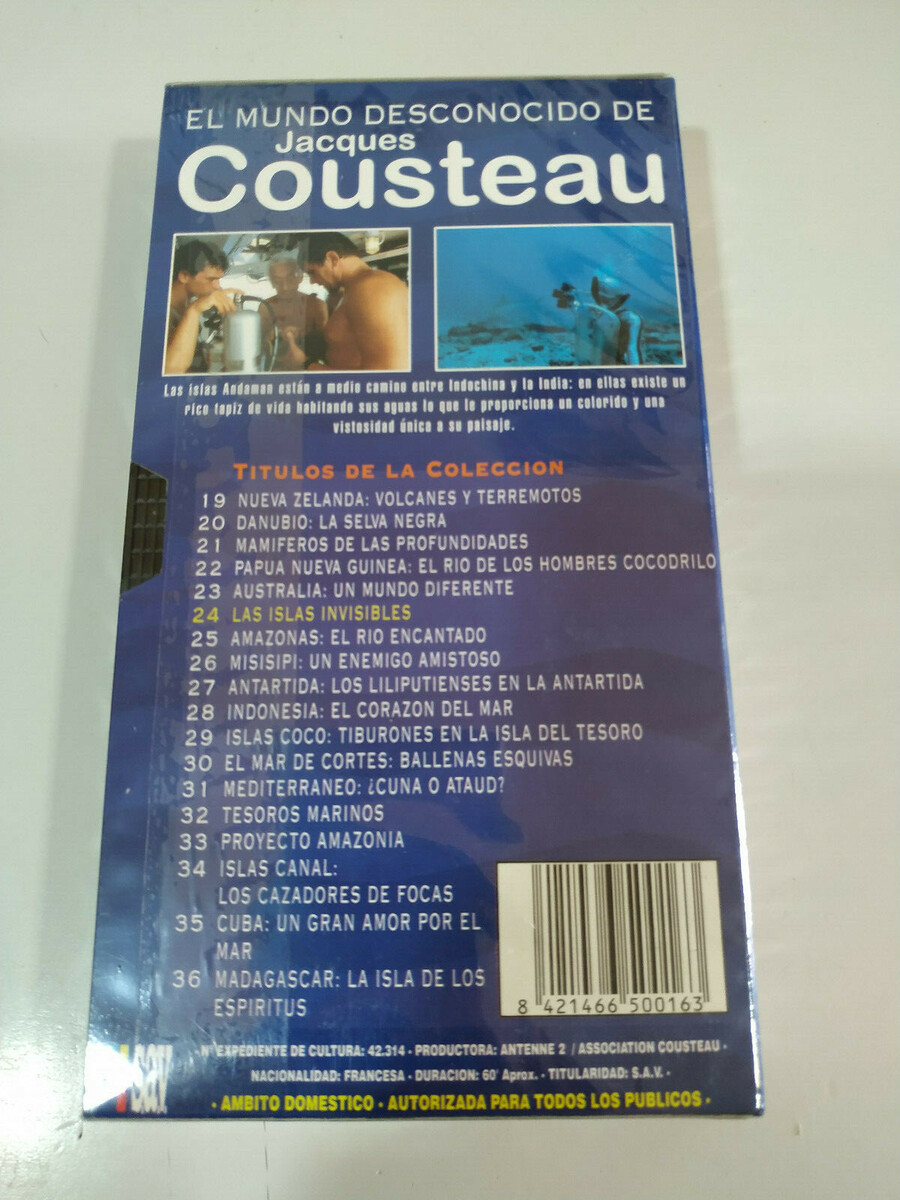 EL MUNDO DESCONOCIDO DE
Jacques
Cousteau
Las islas Andaman están a medio camino entre Indochina y la India: en ellas existe un
rico tapiz de vida habitando sus aguas lo que le proporciona un colorido y una
vistosidad única a su paisaje.
TITULOS DE LA COLECCION
19 NUEVA ZELANDA: VOLCANES Y TERREMOTOS
20 DANUBIO: LA SELVA NEGRA
21 MAMIFEROS DE LAS PROFUNDIDADES
22 PAPUA NUEVA GUINEA: EL RIO DE LOS HOMBRES COCODRILO
23 AUSTRALIA: UN MUNDO DIFERENTE
24 LAS ISLAS INVISIBLES
25 AMAZONAS: EL RIO ENCANTADO
26 MISISIPI: UN ENEMIGO AMISTOSO
27 ANTARTIDA: LOS LILIPUTIENSES EN LA ANTARTIDA
28 INDONESIA: EL CORAZON DEL MAR
29 ISLAS COCO: TIBURONES EN LA ISLA DEL TESORO
30 EL MAR DE CORTES: BALLENAS ESQUIVAS
31 MEDITERRANEO: ¿CUNA O ATAUD?
32 TESOROS MARINOS
33 PROYECTO AMAZONIA
34 ISLAS CANAL:
LOS CAZADORES DE FOCAS
35 CUBA: UN GRAN AMOR POR EL
MAR
36 MADAGASCAR: LA ISLA DE LOS
ESPIRITUS
8 421466 500163
s.a.v.
Nº EXPEDIENTE DE CULTURA: 42.314 - PRODUCTORA: ANTENNE 2 / ASSOCIATION COUSTEAU -
NACIONALIDAD: FRANCESA - DURACION: 60' Aprox. - TITULARIDAD: S.A.V. -
- AMBITO DOMESTICO - AUTORIZADA PARA TODOS LOS PUBLICOS -